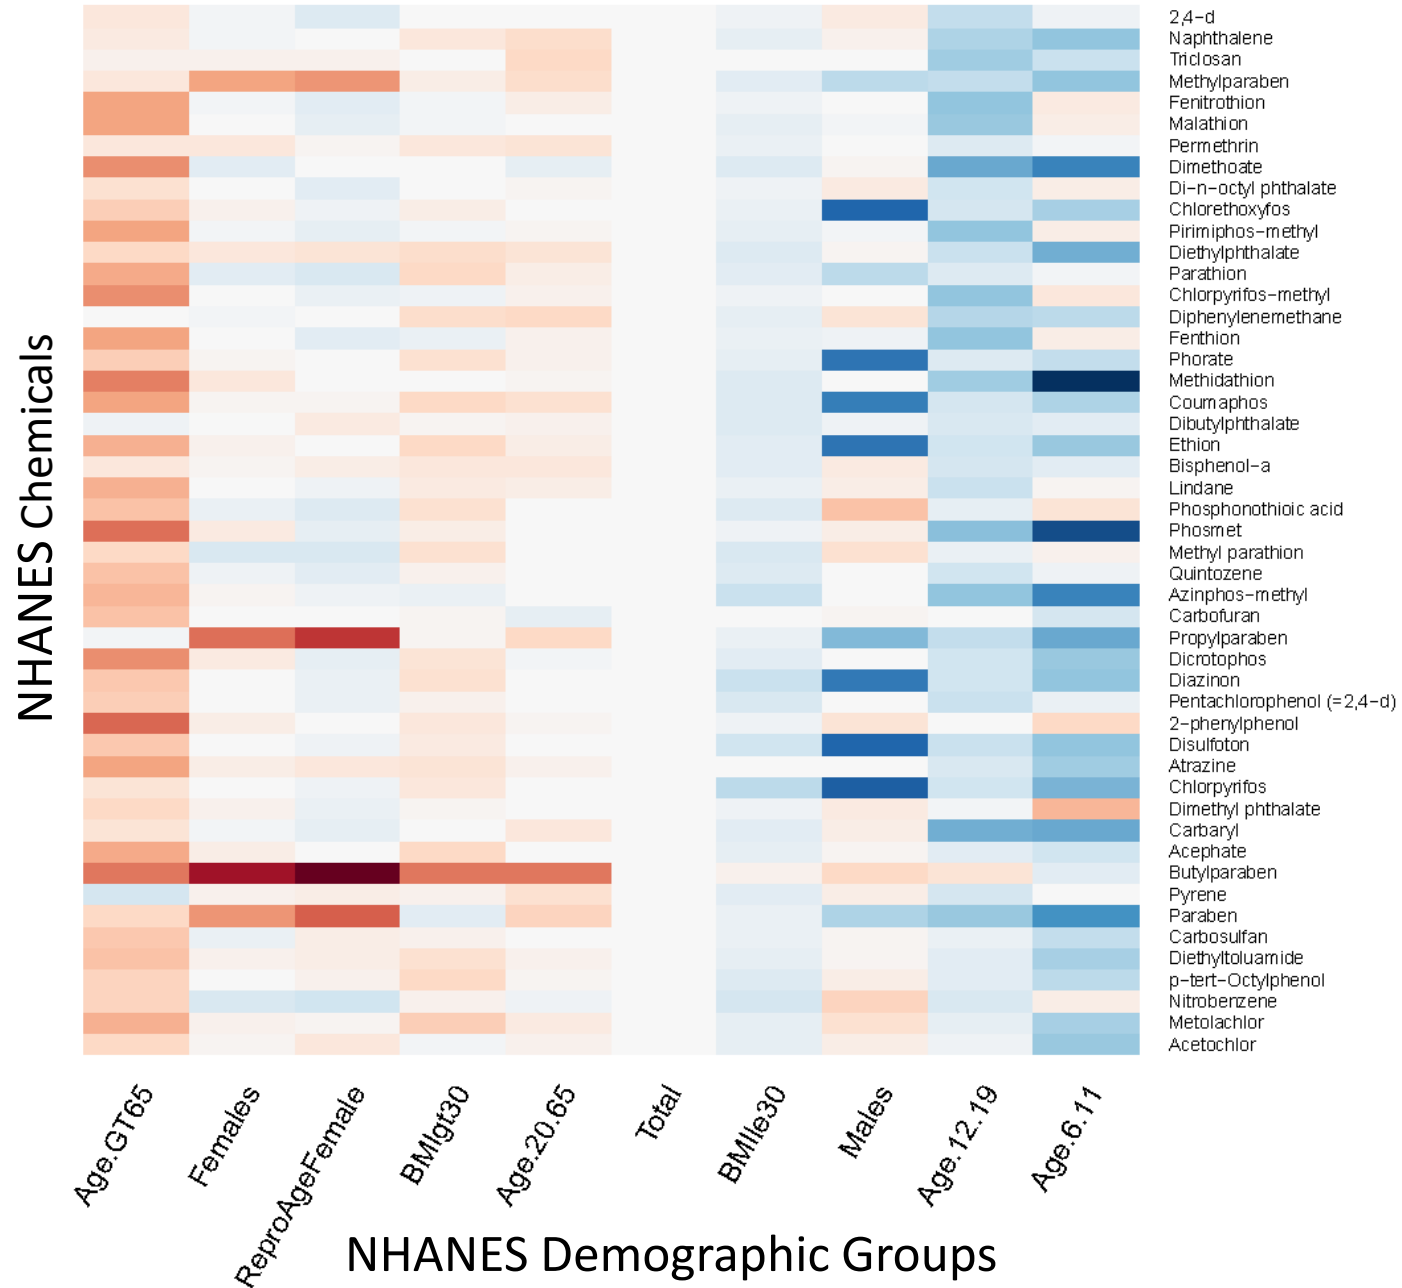 2,4-d
Naphthalene
Triclosan
Methylparaben
Fenitrothion
Malathion
Permethrin
Dimethoate
Di-n-octyl phthalate
Chlorethoxyfos
Pirimiphos-methyl
Diethylphthalate
Parathion
Chlorpyrifos-methyl
Diphenylenemethane
Fenthion
Phorate
Methidathion
Coumaphos
Dibutylphthalate
Ethion
Bisphenol-a
Lindane
Phosphonothioic acid
Phosmet
Methyl parathion
Quintozene
Azinphos-methyl
Carbofuran
Propylparaben
Dicrotophos
Diazinon
Pentachlorophenol (=2,4-d)
2-phenylphenol
Disulfoton
Atrazine
Chlorpyrifos
Dimethyl phthalate
Carbaryl
Acephate
Butylparaben
Pyrene
Paraben
Carbosulfan
Diethyltoluamide
p-tert-Octylphenol
Nitrobenzene
Metolachlor
Acetochlor
NHANES Chemicals
Age.GT65
Females
ReproAgeFemale
BMIgt30
Age.20.65
Total
BMIle30
Males
Age.12.19
Age.6.11
NHANES Demographic Groups